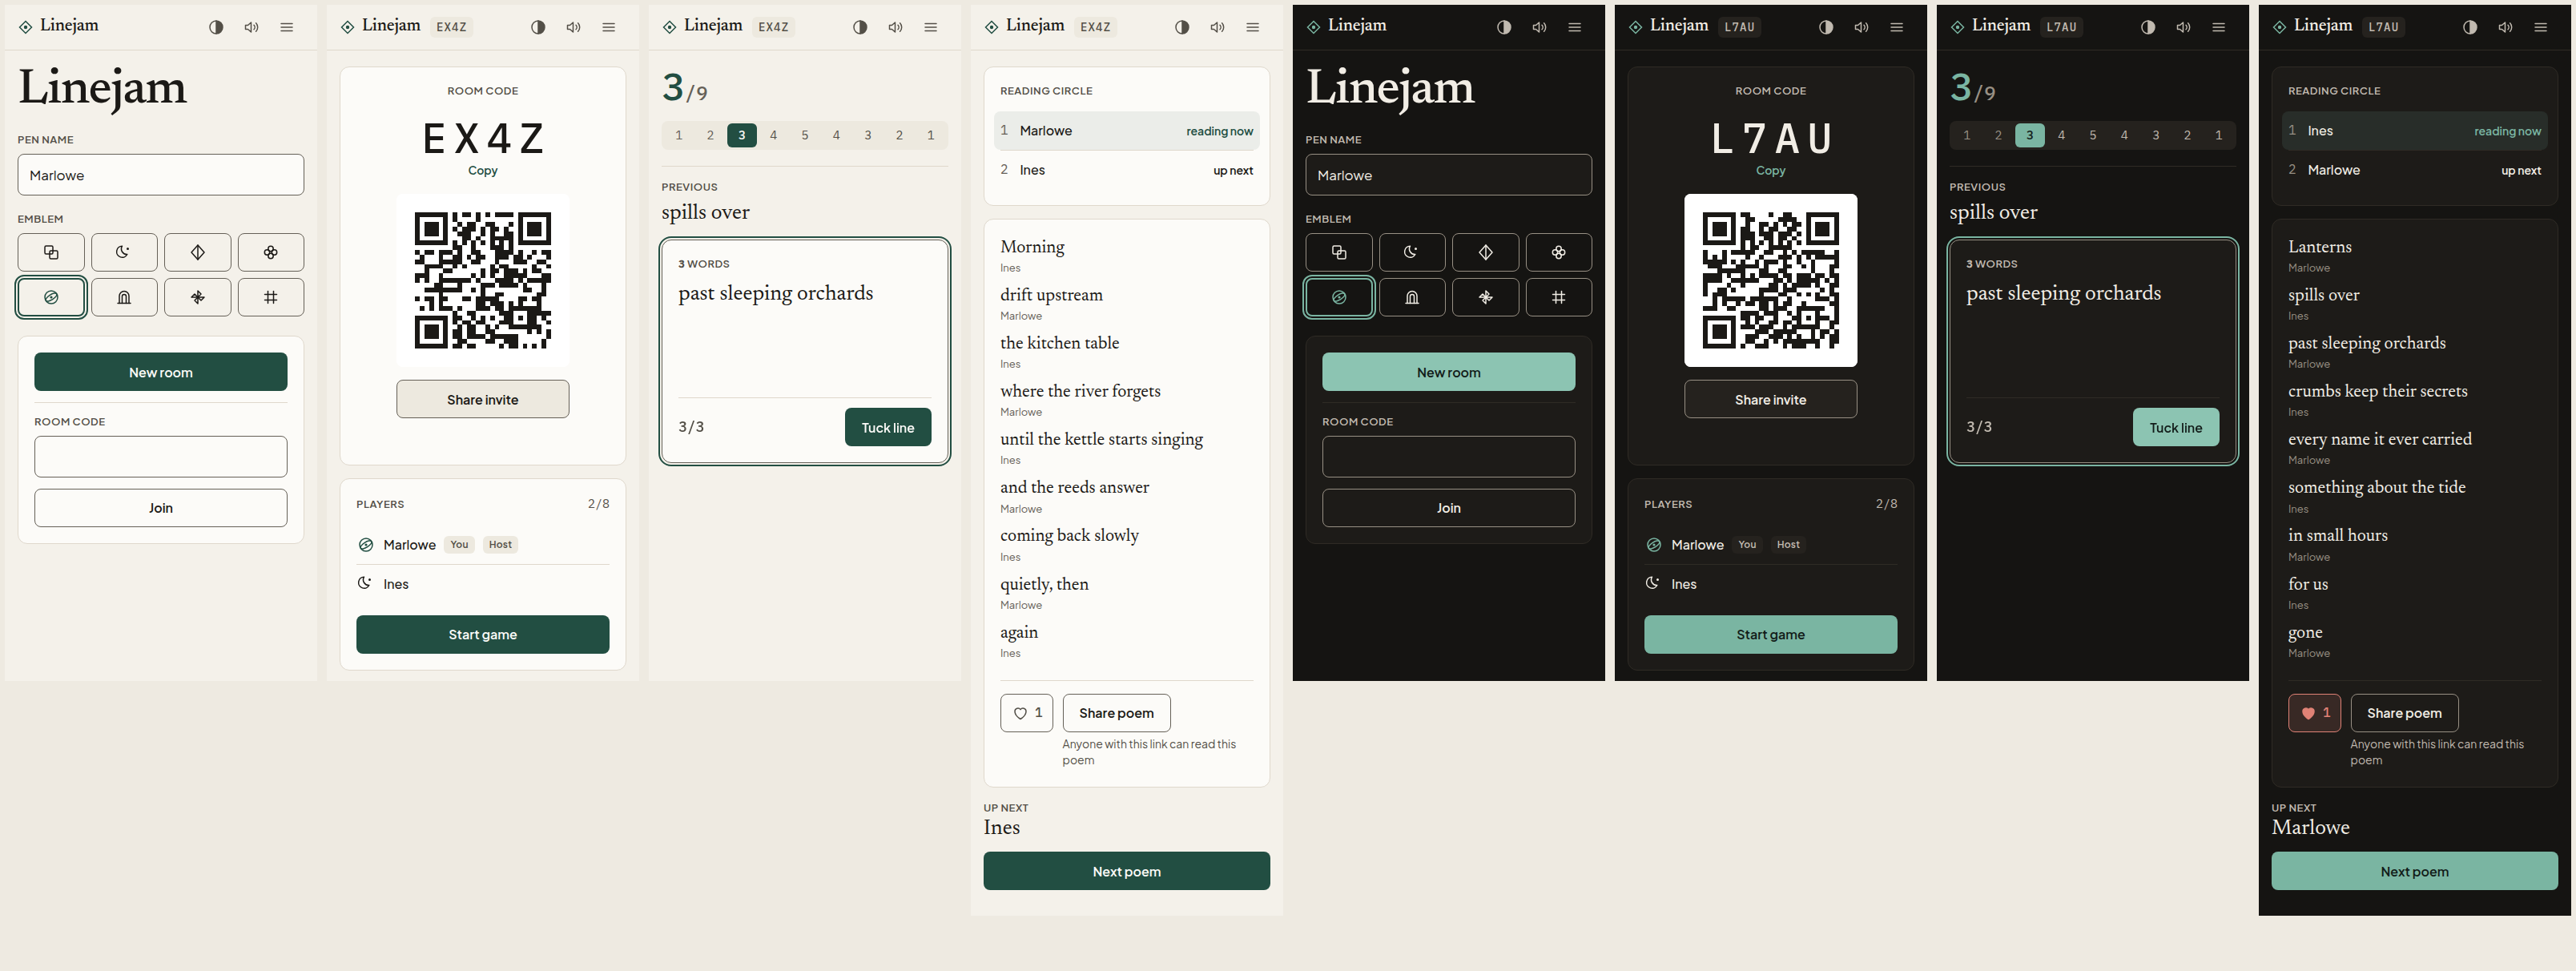 Linejam
Linejam
PEN NAME
Marlowe
EMBLEM
New room
ROOM CODE
Join
Linejam EX4Z
ROOM CODE
EX4Z
Copy
Share invite
PLAYERS 2/8
Marlowe You Host
Ines
Start game
Linejam EX4Z
3/9
1 2 3 4 5 4 3 2 1
PREVIOUS
spills over
3 WORDS
past sleeping orchards
3/3 Tuck line
Linejam EX4Z
READING CIRCLE
1 Marlowe reading now
2 Ines up next
Morning
Ines
drift upstream
Marlowe
the kitchen table
Ines
where the river forgets
Marlowe
until the kettle starts singing
Ines
and the reeds answer
Marlowe
coming back slowly
Ines
quietly, then
Marlowe
again
Ines
1 Share poem
Anyone with this link can read this
poem
UP NEXT
Ines
Next poem
Linejam
Linejam
PEN NAME
Marlowe
EMBLEM
New room
ROOM CODE
Join
Linejam L7AU
ROOM CODE
L7AU
Copy
Share invite
PLAYERS 2/8
Marlowe You Host
Ines
Start game
Linejam L7AU
3/9
1 2 3 4 5 4 3 2 1
PREVIOUS
spills over
3 WORDS
past sleeping orchards
3/3 Tuck line
Linejam L7AU
READING CIRCLE
1 Ines reading now
2 Marlowe up next
Lanterns
Marlowe
spills over
Ines
past sleeping orchards
Marlowe
crumbs keep their secrets
Ines
every name it ever carried
Marlowe
something about the tide
Ines
in small hours
Marlowe
for us
Ines
gone
Marlowe
1 Share poem
Anyone with this link can read this
poem
UP NEXT
Marlowe
Next poem